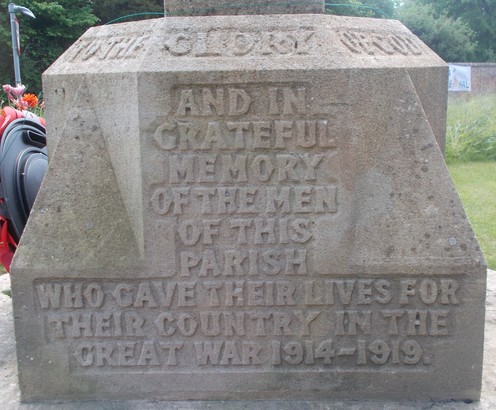 TO THE GLORY OF GOD
AND IN
GRATEFUL
MEMORY
OF THE MEN
OF THIS
PARISH
WHO GAVE THEIR LIVES FOR
THEIR COUNTRY IN THE
GREAT WAR 1914-1919.